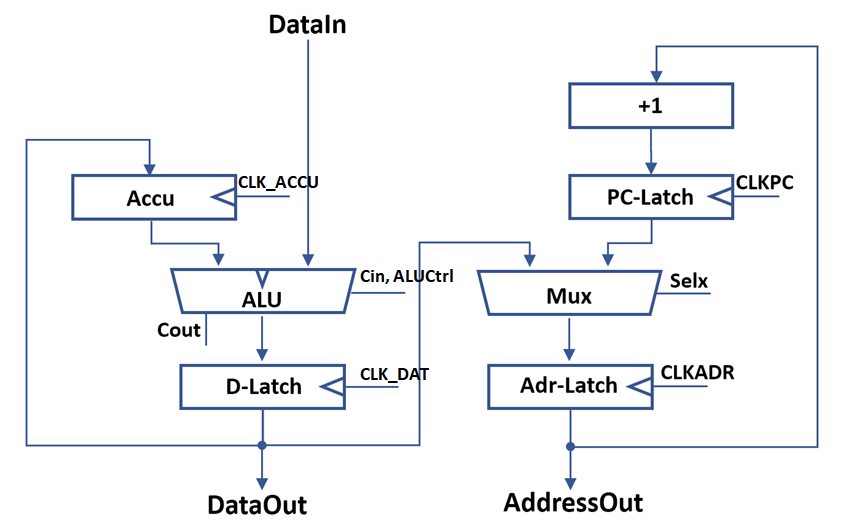 DataIn
+1
CLK_ACCU
Accu
CLKPC
PC-Latch
Cin, ALUCtrl
ALU
Selx
Mux
Cout
CLK_DAT
D-Latch
CLKADR
Adr-Latch
DataOut
AddressOut